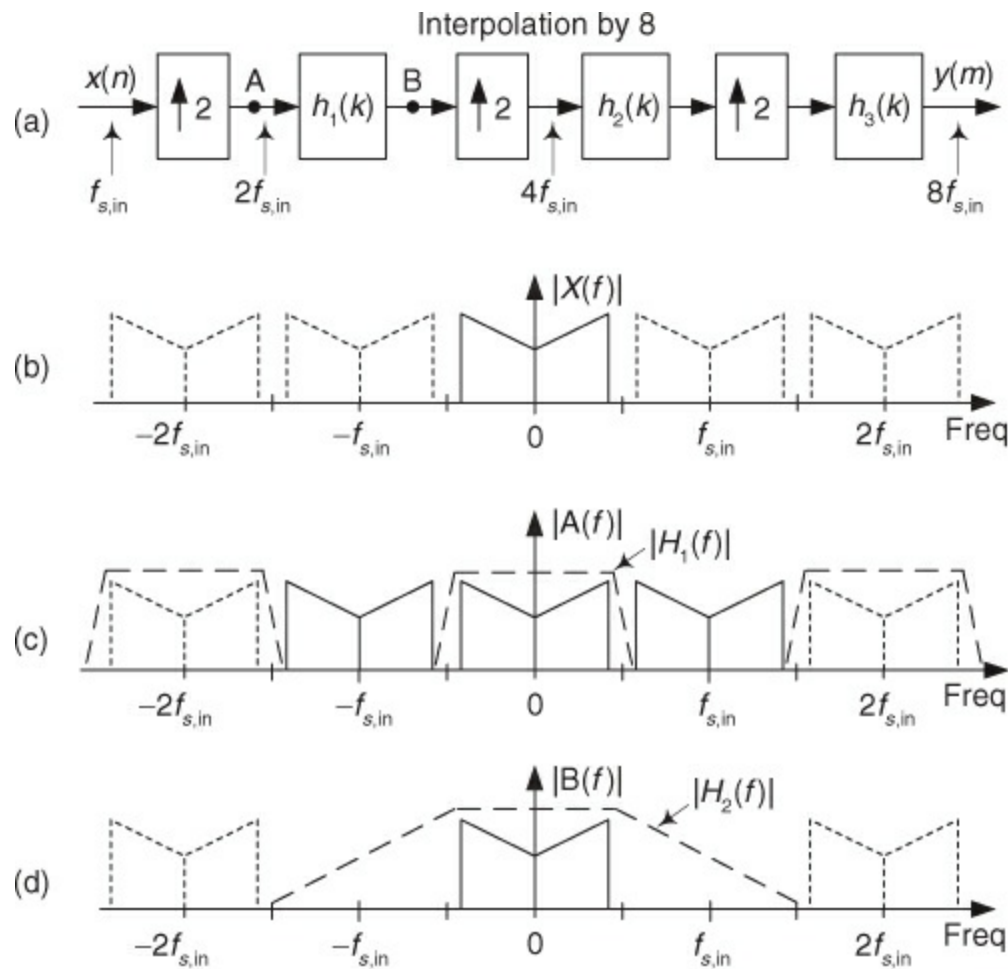 Interpolation by 8
(a)
x(n) ↑ 2 A h₁(k) B ↑ 2 h₂(k) ↑ 2 h₃(k) y(m)
fₛ,ᵢₙ 2fₛ,ᵢₙ 4fₛ,ᵢₙ 8fₛ,ᵢₙ
(b)
|X(f)|
−2fₛ,ᵢₙ −fₛ,ᵢₙ 0 fₛ,ᵢₙ 2fₛ,ᵢₙ Freq
(c)
|A(f)| |H₁(f)|
−2fₛ,ᵢₙ −fₛ,ᵢₙ 0 fₛ,ᵢₙ 2fₛ,ᵢₙ Freq
(d)
|B(f)| |H₂(f)|
−2fₛ,ᵢₙ −fₛ,ᵢₙ 0 fₛ,ᵢₙ 2fₛ,ᵢₙ Freq